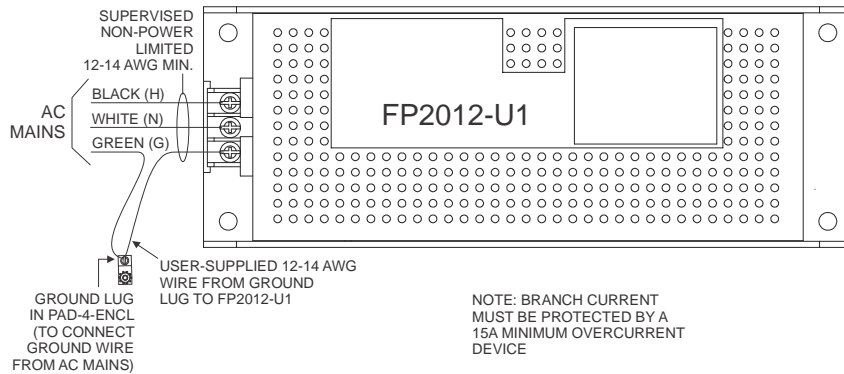 SUPERVISED
NON-POWER
LIMITED
12-14 AWG MIN.
BLACK (H)
AC
MAINS
WHITE (N)
GREEN (G)
FP2012-U1
USER-SUPPLIED 12-14 AWG
WIRE FROM GROUND
LUG TO FP2012-U1
GROUND LUG
IN PAD-4-ENCL
(TO CONNECT
GROUND WIRE
FROM AC MAINS)
NOTE: BRANCH CURRENT
MUST BE PROTECTED BY A
15A MINIMUM OVERCURRENT
DEVICE